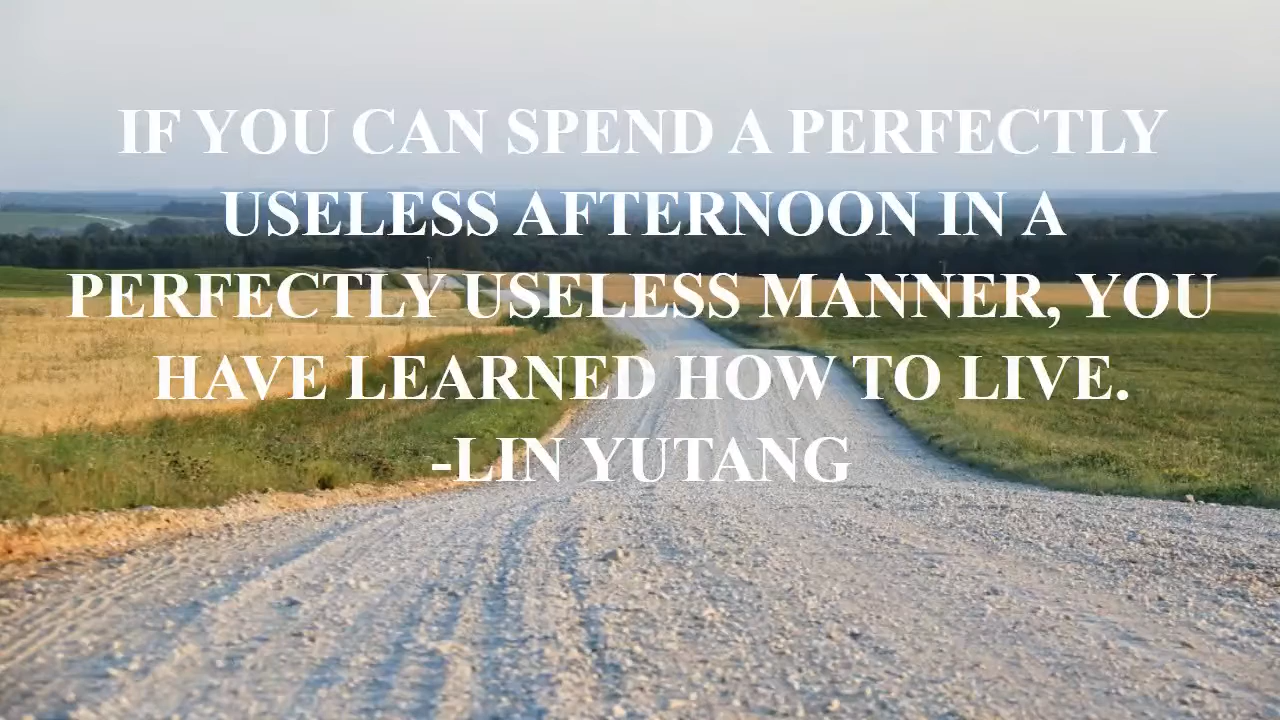 IF YOU CAN SPEND A PERFECTLY
USELESS AFTERNOON IN A
PERFECTLY USELESS MANNER, YOU
HAVE LEARNED HOW TO LIVE.
-LIN YUTANG